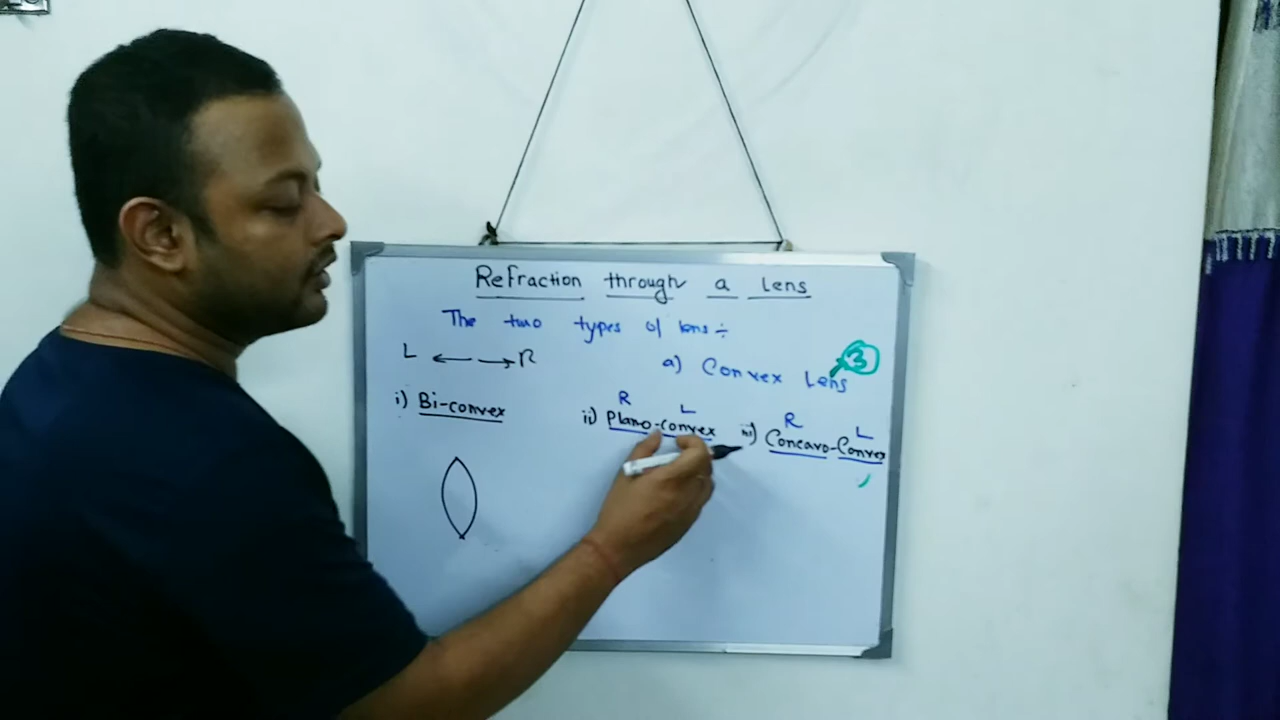 Refraction through a Lens
The two types of lens÷
L ← → R
a) Convex Lens
3
i) Bi-convex
R L
ii) Plano-convex
R L
iii) Concavo-Convex